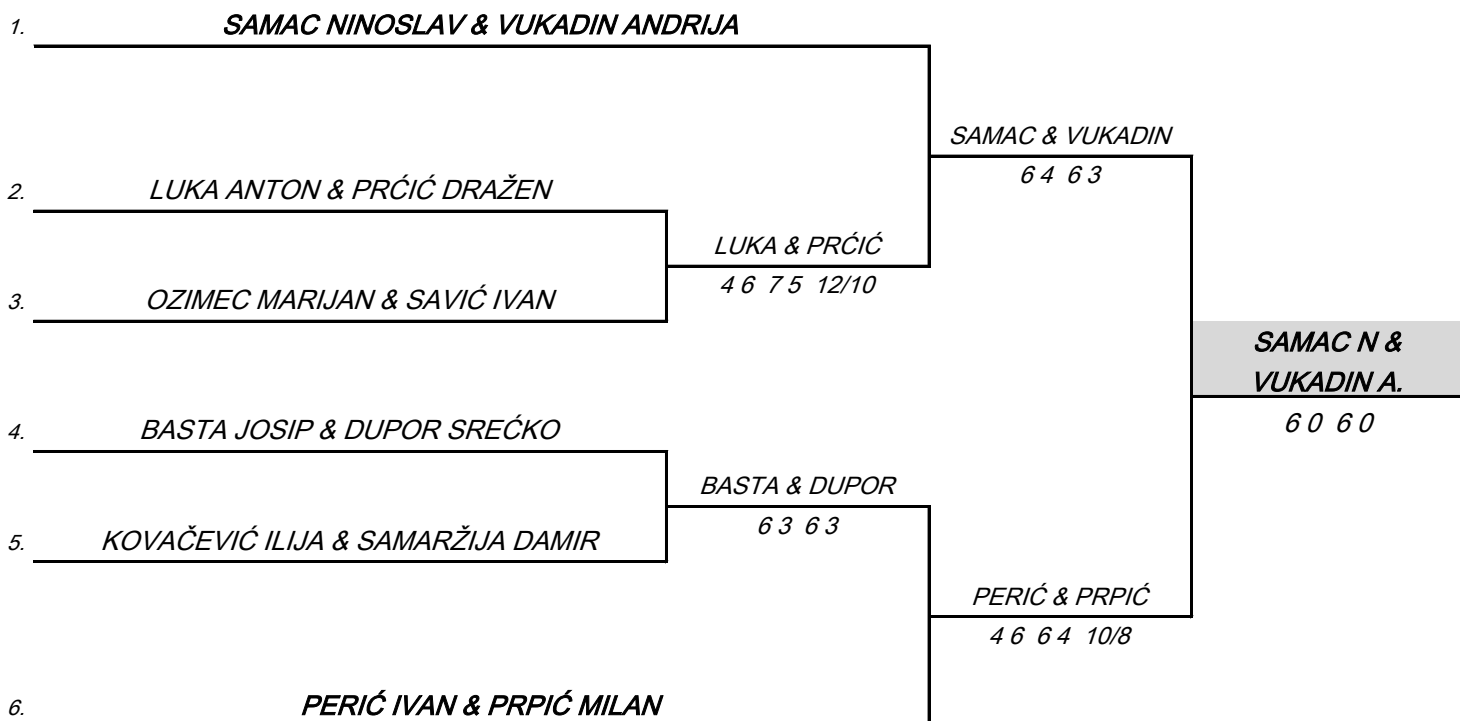 1. SAMAC NINOSLAV & VUKADIN ANDRIJA
SAMAC & VUKADIN
6 4 6 3
2. LUKA ANTON & PRĆIĆ DRAŽEN
LUKA & PRĆIĆ
4 6 7 5 12/10
3. OZIMEC MARIJAN & SAVIĆ IVAN
SAMAC N &
VUKADIN A.
6 0 6 0
4. BASTA JOSIP & DUPOR SREĆKO
BASTA & DUPOR
6 3 6 3
5. KOVAČEVIĆ ILIJA & SAMARŽIJA DAMIR
PERIĆ & PRPIĆ
4 6 6 4 10/8
6. PERIĆ IVAN & PRPIĆ MILAN